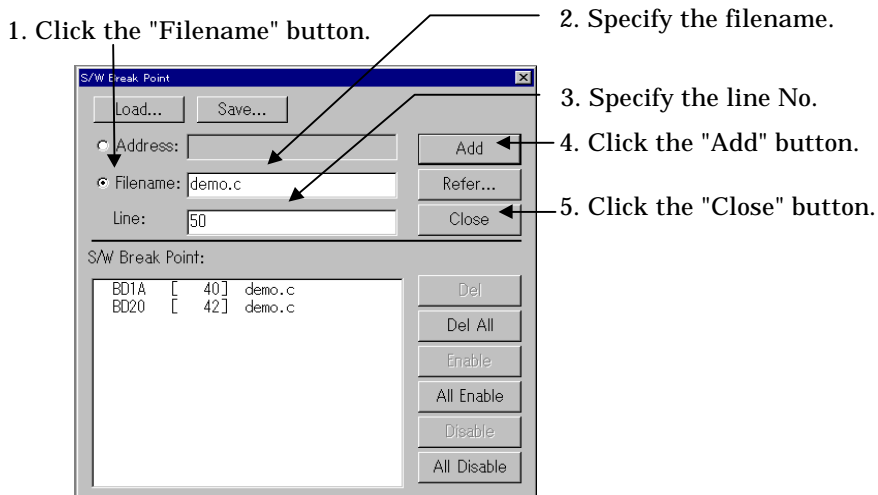 1. Click the "Filename" button.
2. Specify the filename.
S/W Break Point
Load...
Save...
3. Specify the line No.
Address:
Add
4. Click the "Add" button.
Filename:
demo.c
Refer...
Line:
50
Close
5. Click the "Close" button.
S/W Break Point:
BD1A [ 40] demo.c
BD20 [ 42] demo.c
Del
Del All
Enable
All Enable
Disable
All Disable